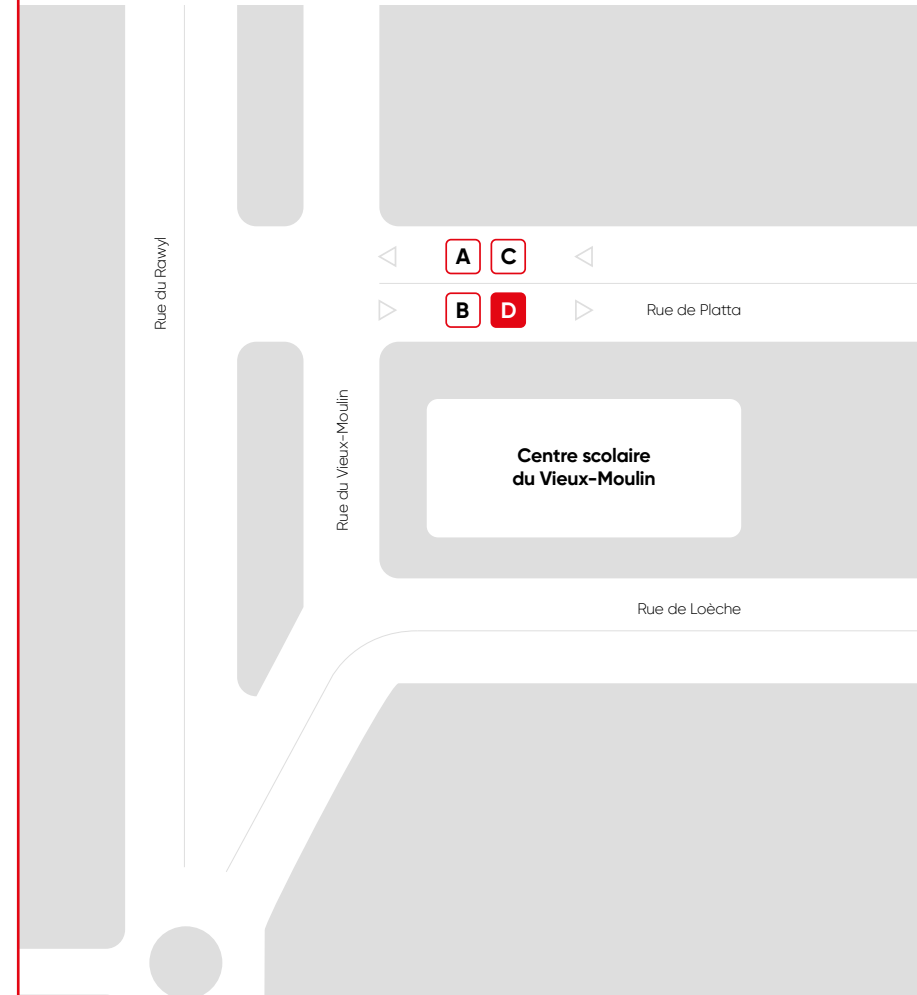 Rue du Rawyl
A C
B D
Rue de Platta
Rue du Vieux-Moulin
Centre scolaire
du Vieux-Moulin
Rue de Loèche